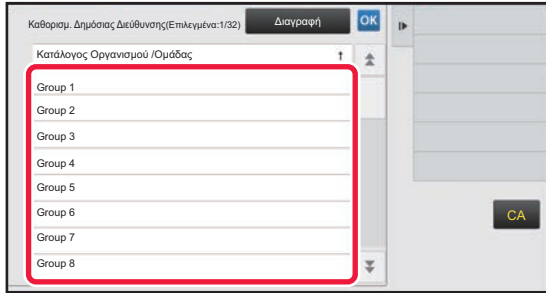 Καθορισμ. Δημόσιας Διεύθυνσης(Επιλεγμένα:1/32) Διαγραφή OK
Κατάλογος Οργανισμού /Ομάδας
Group 1
Group 2
Group 3
Group 4
Group 5
Group 6
Group 7
Group 8
CA